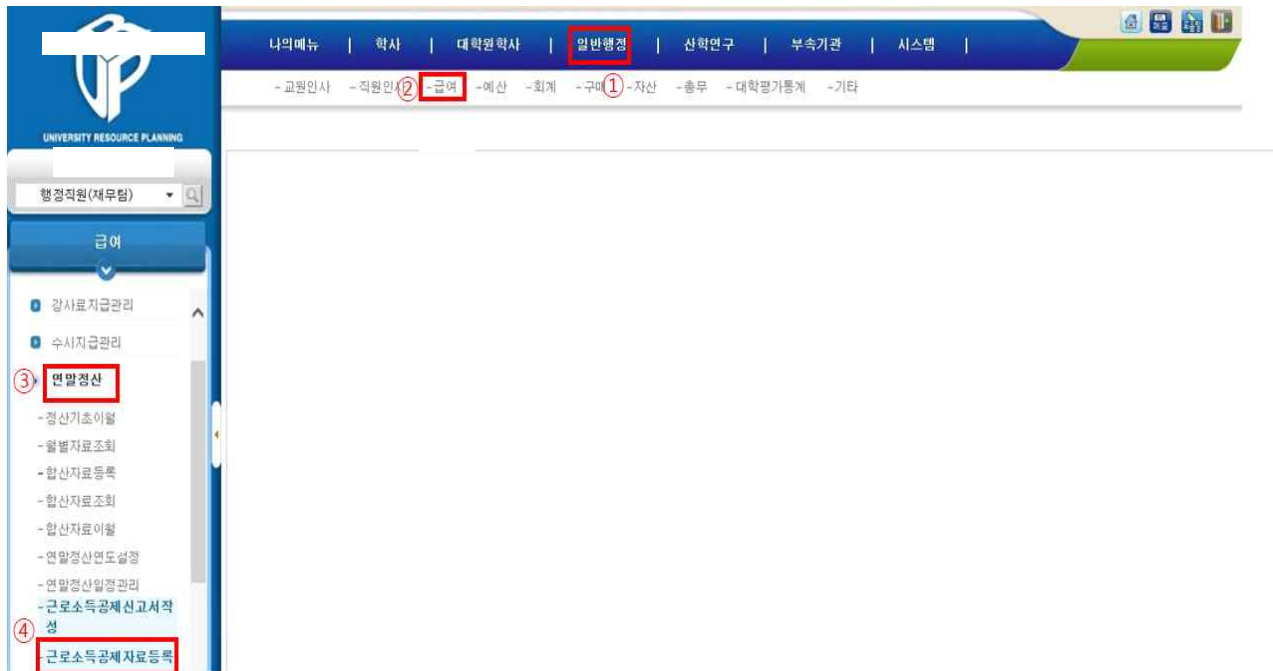 나의메뉴 | 학사 | 대학원학사 | 일반행정 | 산학연구 | 부속기관 | 시스템 |
- 교원인사 - 직원인사 ② - 급여 - 예산 - 회계 - 구매 ① - 자산 - 총무 - 대학평가통계 - 기타
UNIVERSITY RESOURCE PLANNING
행정직원(재무팀)
급여
강사료지급관리
수시지급관리
③ 연말정산
- 정산기초이월
- 월별자료조회
- 합산자료등록
- 합산자료조회
- 합산자료이월
- 연말정산연도설정
- 연말정산일정관리
- 근로소득공제신고서작
성
④ - 근로소득공제자료등록